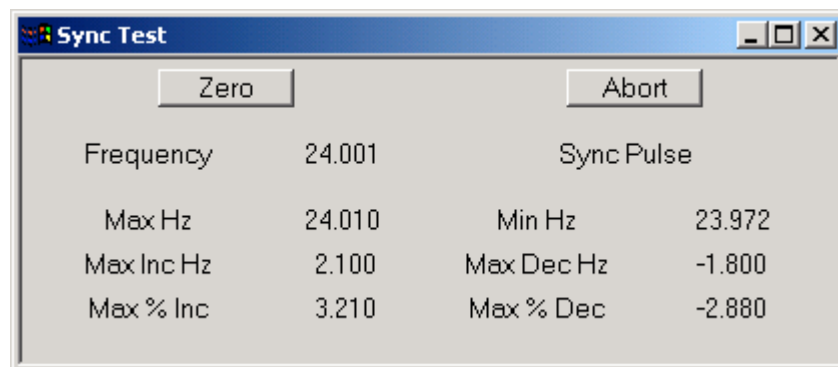 Sync Test
Zero Abort
Frequency 24.001 Sync Pulse
Max Hz 24.010 Min Hz 23.972
Max Inc Hz 2.100 Max Dec Hz -1.800
Max % Inc 3.210 Max % Dec -2.880